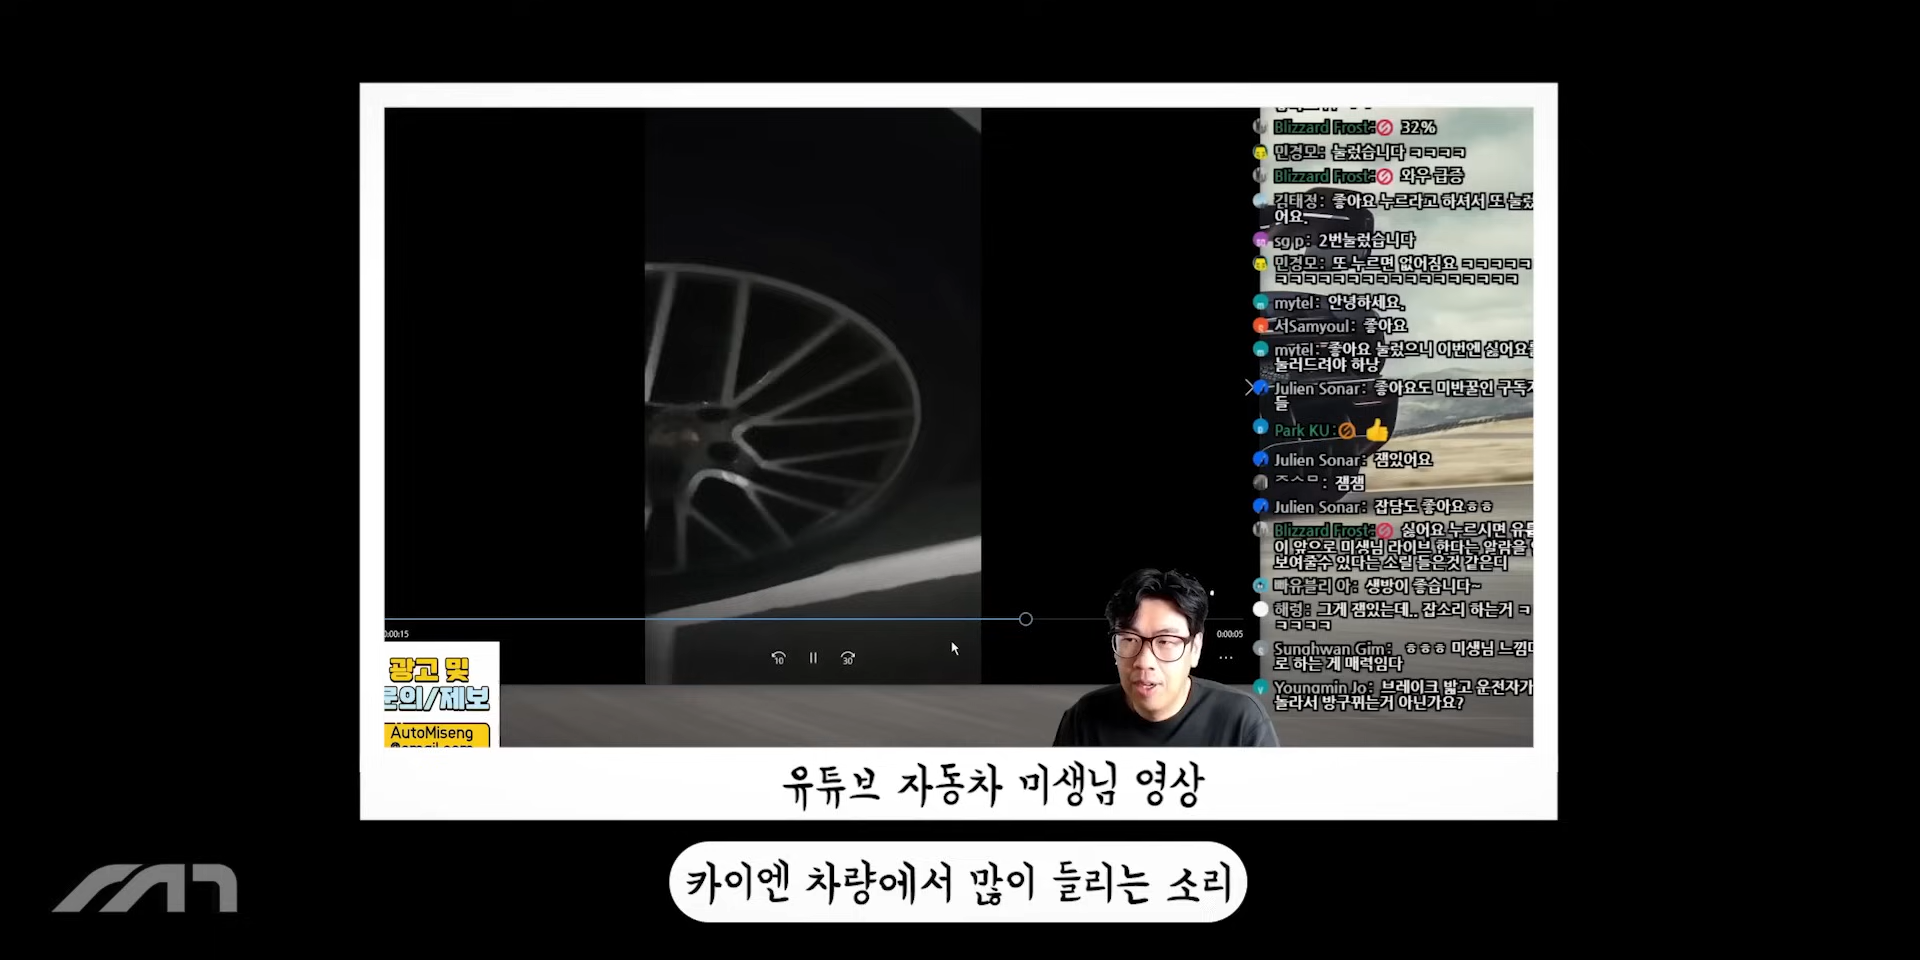 Blizzard Frost: 32%
민경모: 눌렀습니다 ㅋㅋㅋㅋ
Blizzard Frost: 와우 급증
김태정: 좋아요 누르라고 하셔서 또 눌렀
어요.
sg p: 2번눌렀습니다
민경모: 또 누르면 없어짐요 ㅋㅋㅋㅋㅋ
ㅋㅋㅋㅋㅋㅋㅋㅋㅋㅋㅋㅋㅋㅋㅋㅋㅋ
mytel: 안녕하세요.
서Samyoul: 좋아요
mytel: 좋아요 눌렀으니 이번엔 싫어요를
눌러드려야 하낭
Julien Sonar: 좋아요도 미반꿀인 구독자
들
Park KU: 👍
Julien Sonar: 잼있어요
ᄌᄉᄆ: 잼잼
Julien Sonar: 잡담도 좋아요ㅎㅎ
Blizzard Frost: 싫어요 누르시면 유튭
이 앞으로 미생님 라이브 한다는 알람을
보여줄수 있다는 소릴 들은것 같은디
빠유블리 아: 생방이 좋습니다~
해렁: 그게 잼있는데.. 잡소리 하는거 ㅋ
ㅋㅋㅋㅋ
Sunghwan Gim: ㅎㅎㅎ 미생님 느낌대
로 하는 게 매력임다
Youngmin Jo: 브레이크 밟고 운전자가
놀라서 방구뀌는거 아닌가요?
0:00:15
0:00:05
10
30
광고 및
문의/제보
AutoMiseng
@gmail.com
유튜브 자동차 미생님 영상
카이엔 차량에서 많이 들리는 소리